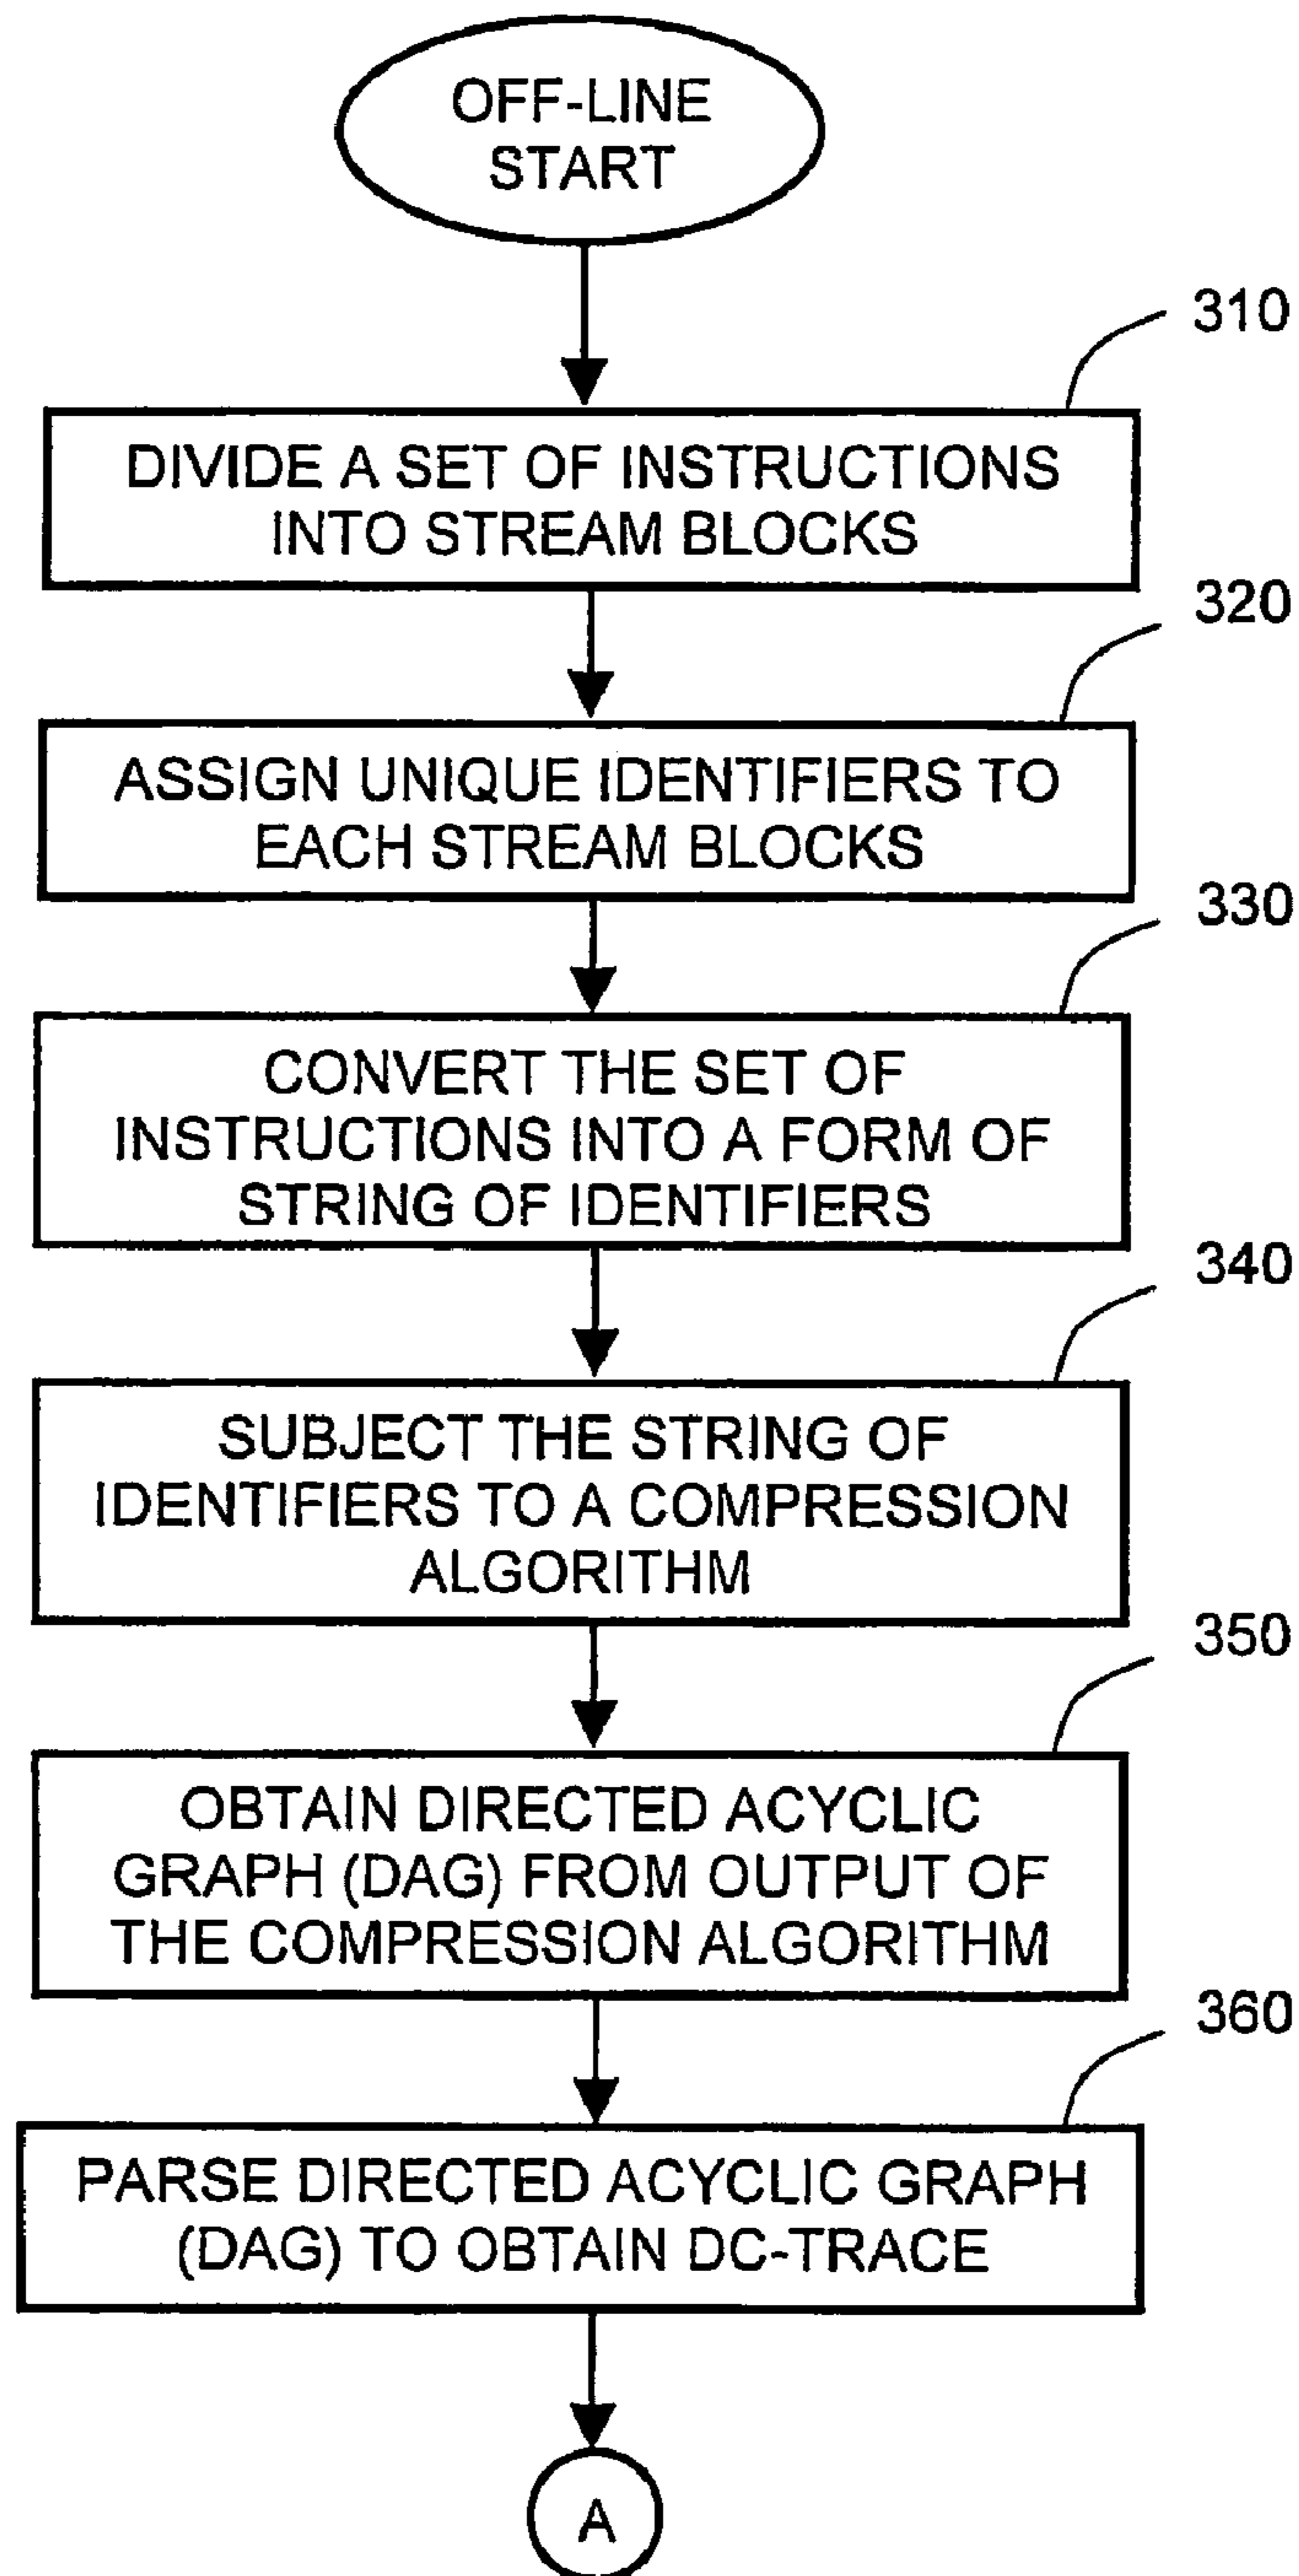 OFF-LINE
START
310
DIVIDE A SET OF INSTRUCTIONS
INTO STREAM BLOCKS
320
ASSIGN UNIQUE IDENTIFIERS TO
EACH STREAM BLOCKS
330
CONVERT THE SET OF
INSTRUCTIONS INTO A FORM OF
STRING OF IDENTIFIERS
340
SUBJECT THE STRING OF
IDENTIFIERS TO A COMPRESSION
ALGORITHM
350
OBTAIN DIRECTED ACYCLIC
GRAPH (DAG) FROM OUTPUT OF
THE COMPRESSION ALGORITHM
360
PARSE DIRECTED ACYCLIC GRAPH
(DAG) TO OBTAIN DC-TRACE
A